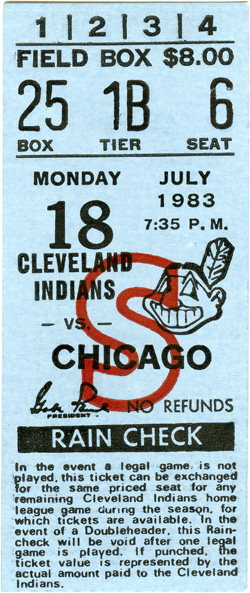 1 | 2 | 3 | 4
FIELD BOX $8.00
25 1B 6
BOX TIER SEAT
MONDAY JULY
18 1983
7:35 P. M.
CLEVELAND
INDIANS
S
— VS. —
CHICAGO
PRESIDENT NO REFUNDS
RAIN CHECK
In the event a legal game is not
played, this ticket can be exchanged
for the same priced seat for any
remaining Cleveland Indians home
league game during the season, for
which tickets are available. In the
event of a Doubleheader, this Rain-
check will be void after one legal
game is played. If punched, the
ticket value is represented by the
actual amount paid to the Cleveland
Indians.